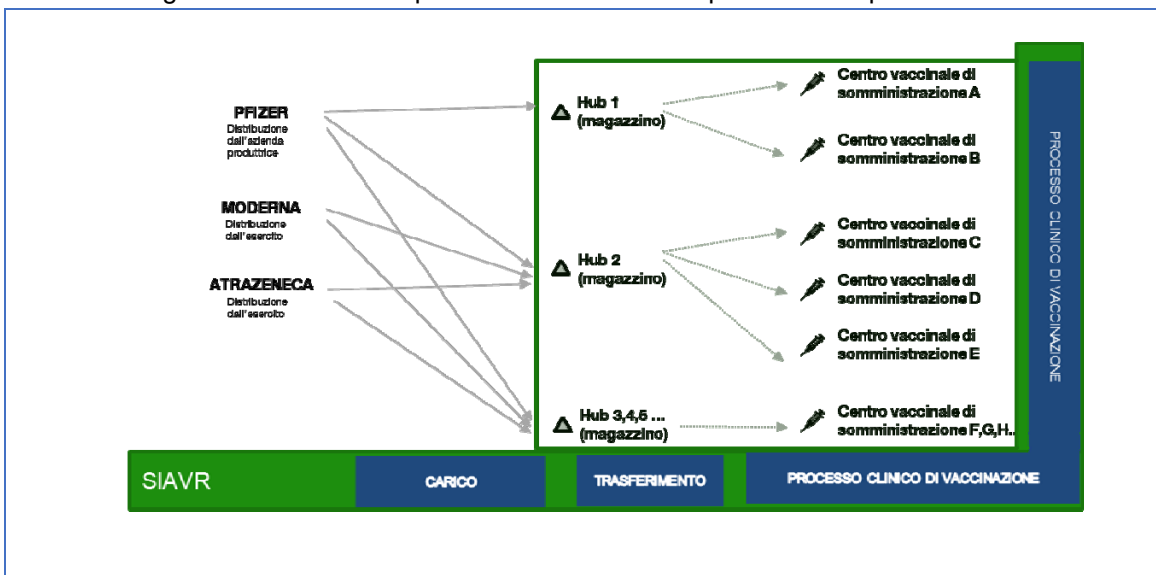 PFIZER
Distribuzione
dall'azienda
produttrice
MODERNA
Distribuzione
dall'esercito
ATRAZENECA
Distribuzione
dall'esercito
Hub 1
(magazzino)
Hub 2
(magazzino)
Hub 3,4,5 ...
(magazzino)
Centro vaccinale di
somministrazione A
Centro vaccinale di
somministrazione B
Centro vaccinale di
somministrazione C
Centro vaccinale di
somministrazione D
Centro vaccinale di
somministrazione E
Centro vaccinale di
somministrazione F,G,H..
PROCESSO CLINICO DI VACCINAZIONE
SIAVR
CARICO
TRASFERIMENTO
PROCESSO CLINICO DI VACCINAZIONE